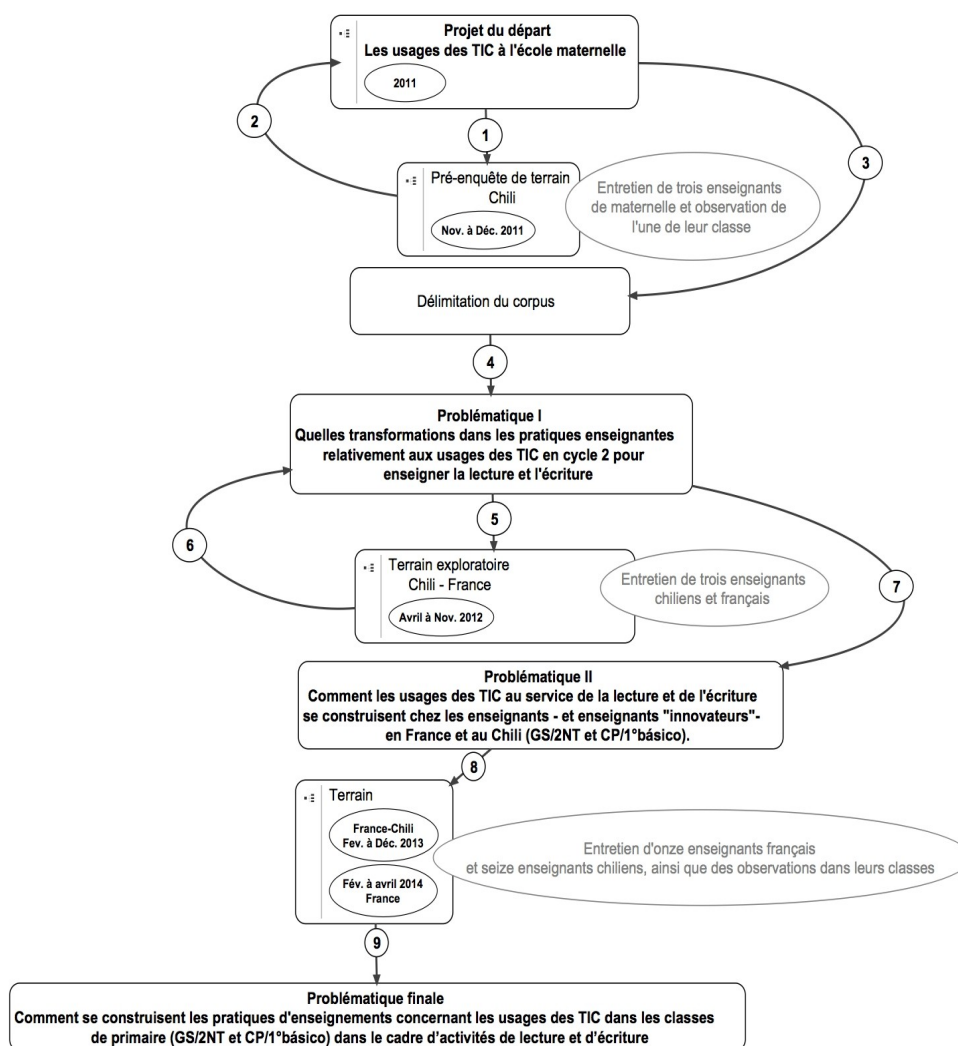 Projet du départ
Les usages des TIC à l'école maternelle
2011
2
1
3
Pré-enquête de terrain
Chili
Nov. à Déc. 2011
Entretien de trois enseignants
de maternelle et observation de
l'une de leur classe
Délimitation du corpus
4
Problématique I
Quelles transformations dans les pratiques enseignantes
relativement aux usages des TIC en cycle 2 pour
enseigner la lecture et l'écriture
5
6
7
Terrain exploratoire
Chili - France
Avril à Nov. 2012
Entretien de trois enseignants
chiliens et français
Problématique II
Comment les usages des TIC au service de la lecture et de l'écriture
se construisent chez les enseignants - et enseignants "innovateurs"-
en France et au Chili (GS/2NT et CP/1°básico).
8
Terrain
France-Chili
Fev. à Déc. 2013
Fév. à avril 2014
France
Entretien d'onze enseignants français
et seize enseignants chiliens, ainsi que des observations dans leurs classes
9
Problématique finale
Comment se construisent les pratiques d'enseignements concernant les usages des TIC dans les classes
de primaire (GS/2NT et CP/1°básico) dans le cadre d'activités de lecture et d'écriture